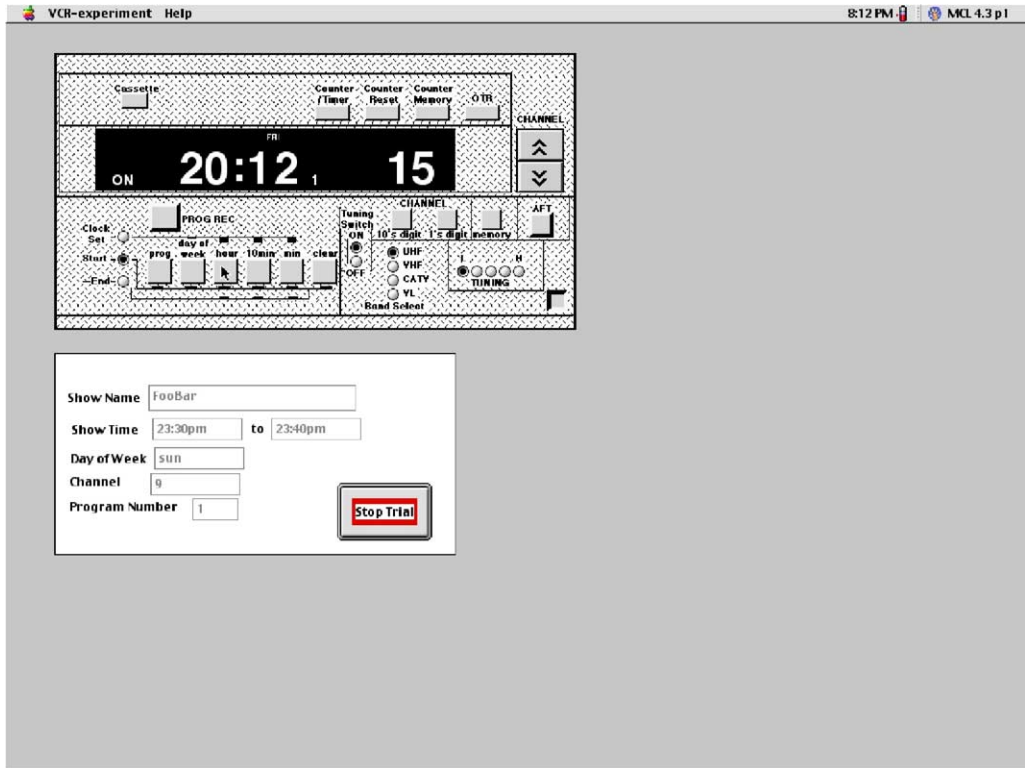 VCR-experiment Help 8:12 PM MCL 4.3 p1
Cassette
Counter /Timer Counter Reset Counter Memory OTR
CHANNEL
FRI
ON 20:12 1 15
PROG REC
Clock Set
Start
End
prog day of week hour 10min min clear
Tuning Switch
ON
OFF
CHANNEL
10's digit 1's digit memory
AFT
UHF
VHF
CATV
VL
Band Select
L H
TUNING
Show Name FooBar
Show Time 23:30pm to 23:40pm
Day of Week sun
Channel 9
Program Number 1
Stop Trial